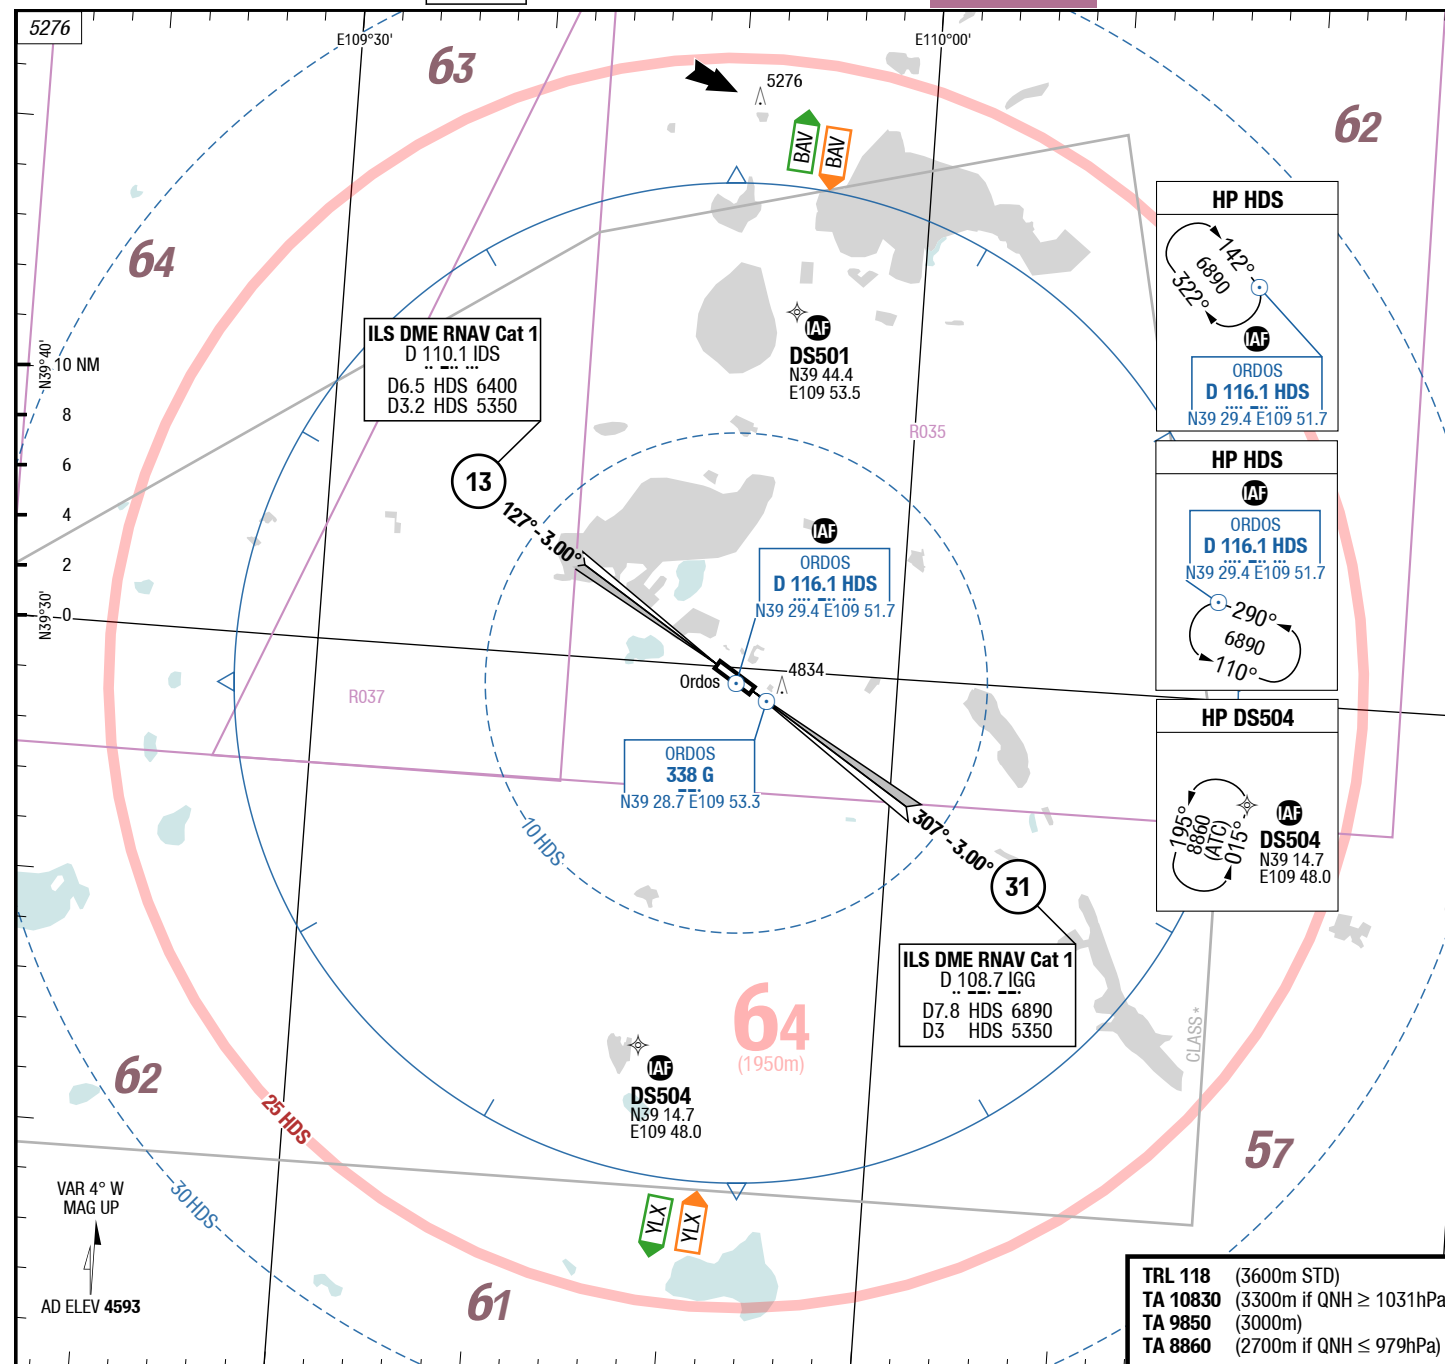 5276
E109°30'
E110°00'
63
5276
62
BAV
BAV
HP HDS
142°
6890
322°
IAF
ORDOS
D 116.1 HDS
N39 29.4 E109 51.7
64
ILS DME RNAV Cat 1
D 110.1 IDS
D6.5 HDS 6400
D3.2 HDS 5350
IAF
DS501
N39 44.4
E109 53.5
N39°40'
10 NM
8
6
4
2
0
N39°30'
R035
HP HDS
IAF
ORDOS
D 116.1 HDS
N39 29.4 E109 51.7
290°
6890
110°
13
127°-3.00°
IAF
ORDOS
D 116.1 HDS
N39 29.4 E109 51.7
Ordos
4834
R037
ORDOS
338 G
N39 28.7 E109 53.3
HP DS504
195°
8860
(ATC)
015°
IAF
DS504
N39 14.7
E109 48.0
10 HDS
307°-3.00°
31
ILS DME RNAV Cat 1
D 108.7 IGG
D7.8 HDS 6890
D3 HDS 5350
64
(1950m)
CLASS *
IAF
DS504
N39 14.7
E109 48.0
62
25 HDS
57
30 HDS
YLX
YLX
VAR 4° W
MAG UP
AD ELEV 4593
61
TRL 118 (3600m STD)
TA 10830 (3300m if QNH ≥ 1031hPa
TA 9850 (3000m)
TA 8860 (2700m if QNH ≤ 979hPa)